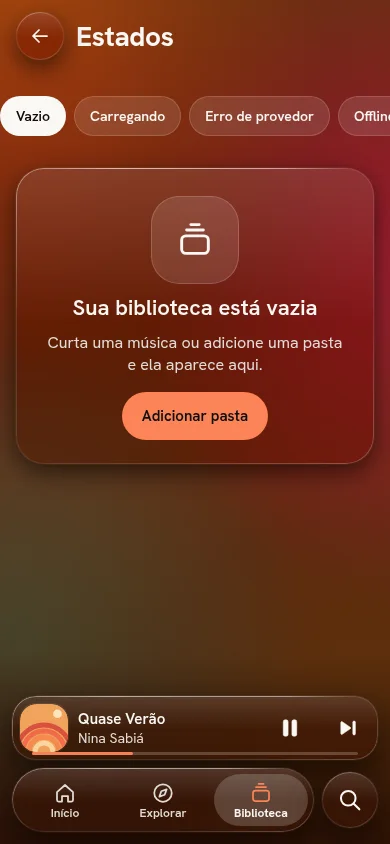 Estados
Vazio
Carregando
Erro de provedor
Sua biblioteca está vazia
Curta uma música ou adicione uma pasta
e ela aparece aqui.
Adicionar pasta
Quase Verão
Nina Sabiá
Início
Explorar
Biblioteca